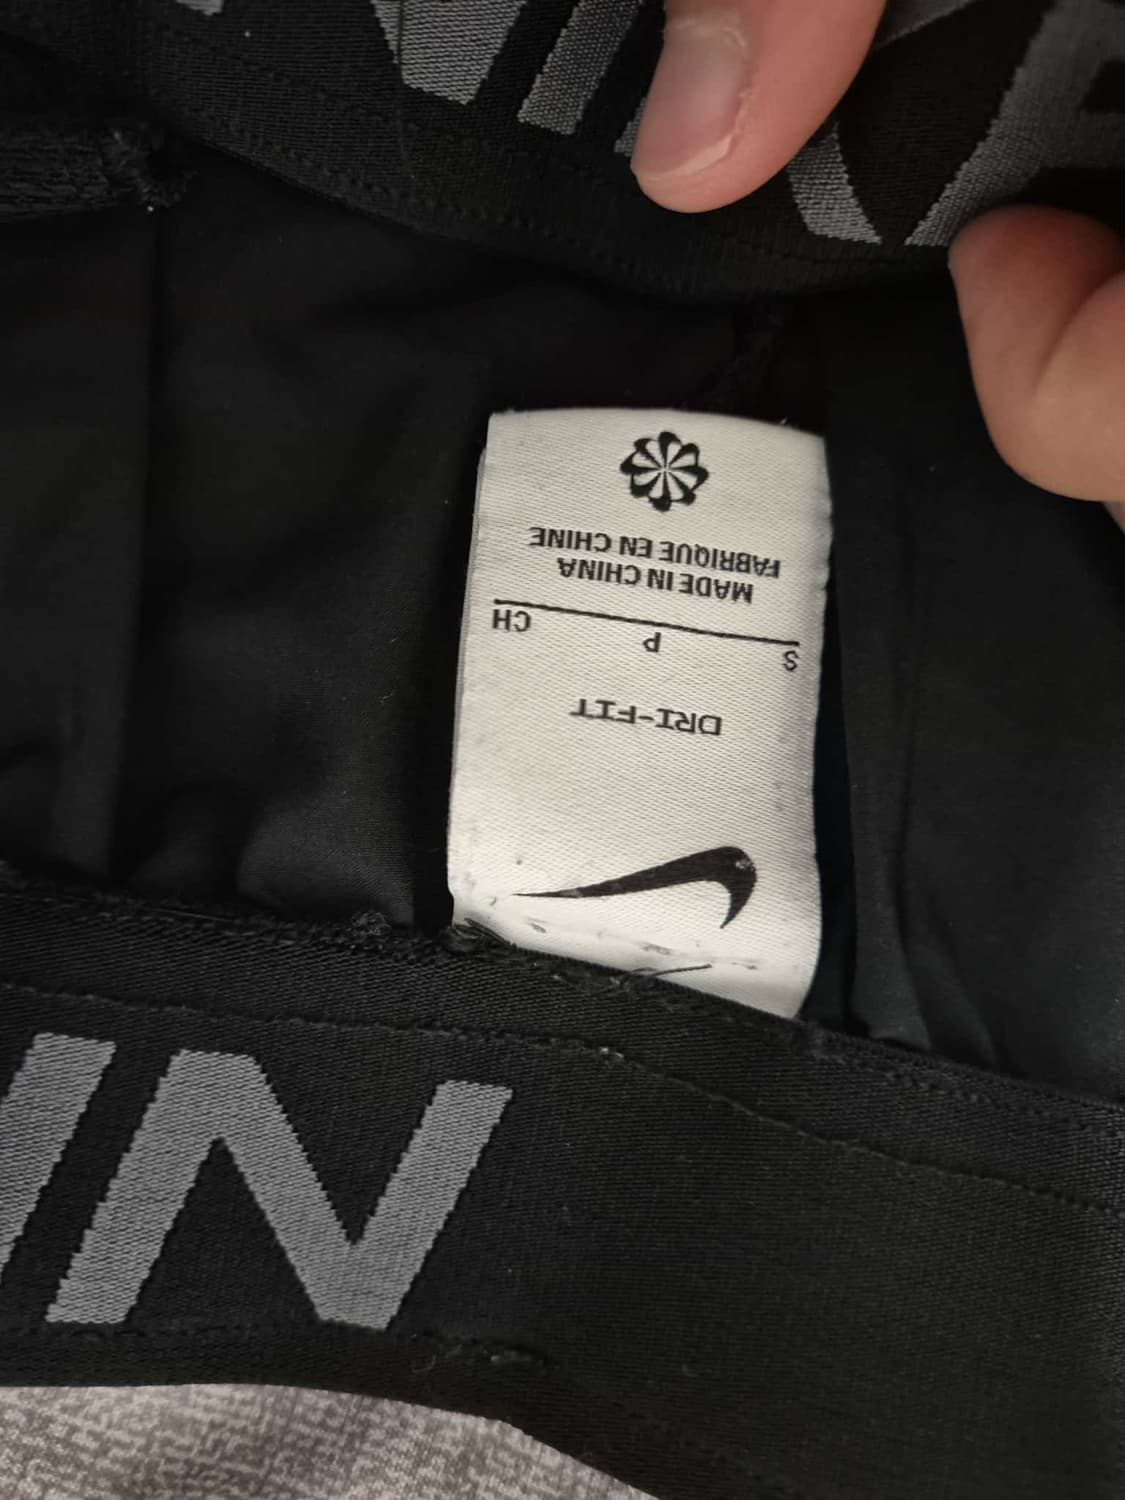 DRI-FIT
S P CH
MADE IN CHINA
FABRIQUE EN CHINE